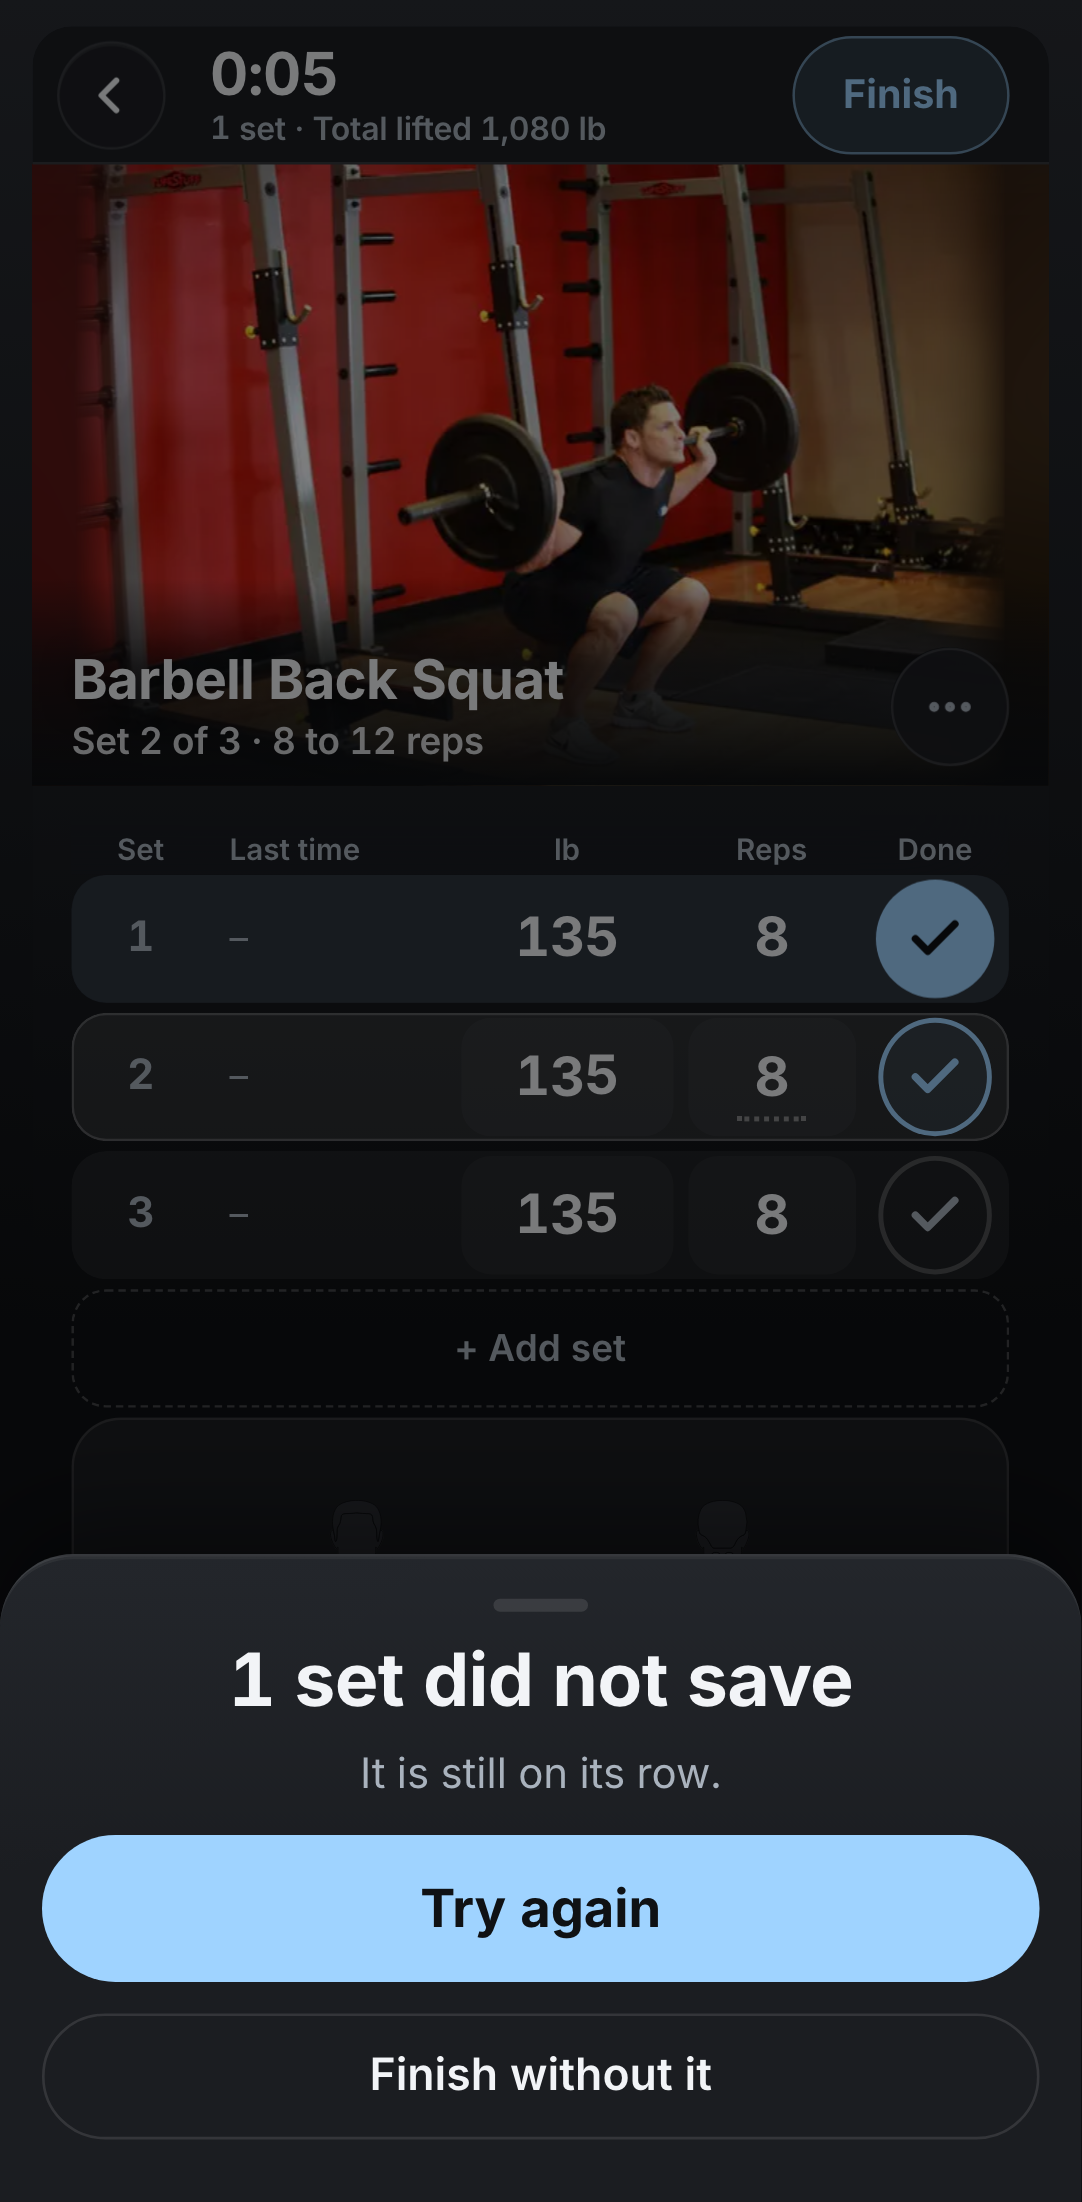 0:05
1 set · Total lifted 1,080 lb
Finish
Barbell Back Squat
Set 2 of 3 · 8 to 12 reps
Set Last time lb Reps Done
1 – 135 8
2 – 135 8
3 – 135 8
+ Add set
1 set did not save
It is still on its row.
Try again
Finish without it